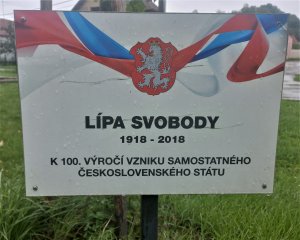 LÍPA SVOBODY
1918 - 2018
K 100. VÝROČÍ VZNIKU SAMOSTATNÉHO
ČESKOSLOVENSKÉHO STÁTU